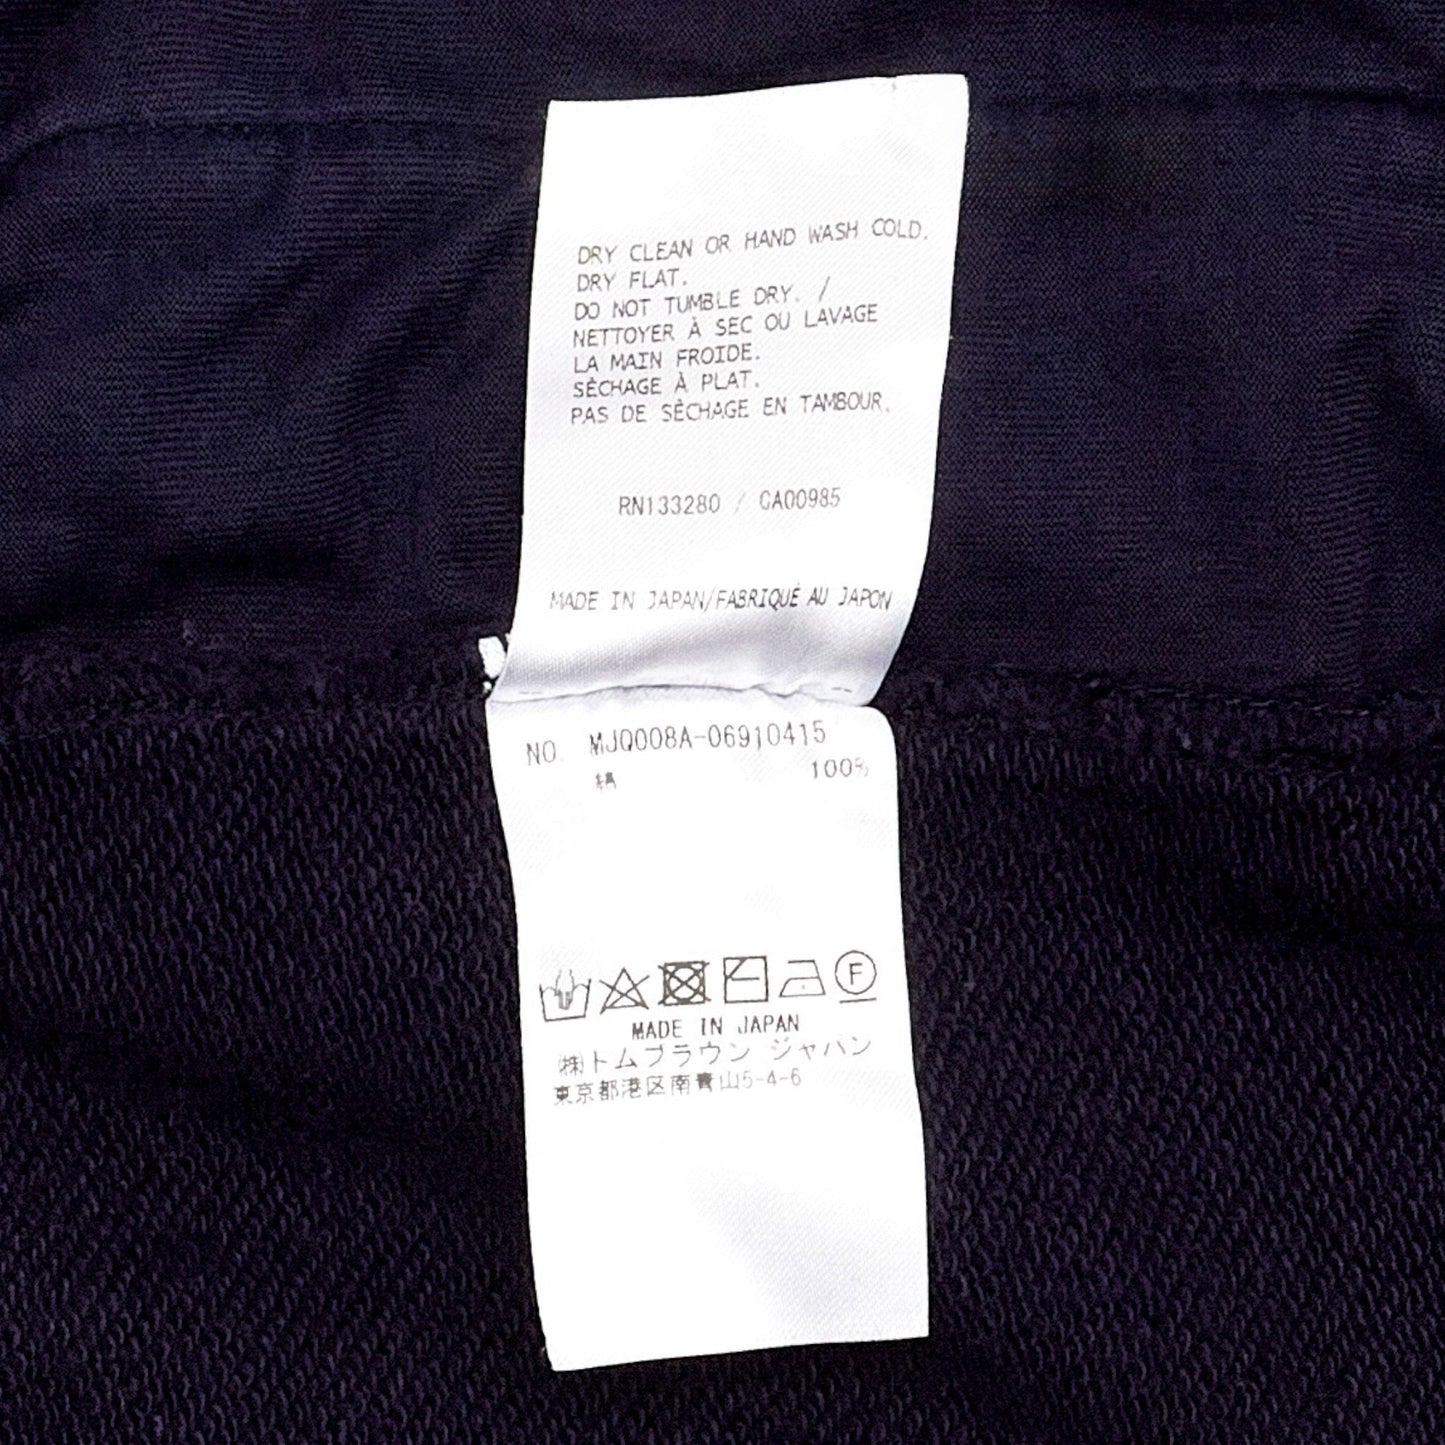 DRY CLEAN OR HAND WASH COLD.
DRY FLAT.
DO NOT TUMBLE DRY. /
NETTOYER À SEC OU LAVAGE
LA MAIN FROIDE.
SÈCHAGE À PLAT.
PAS DE SÈCHAGE EN TAMBOUR.
RN133280 / CA00985
MADE IN JAPAN/FABRIQUÉ AU JAPON
NO. MJQ008A-06910415
綿 100%
F
MADE IN JAPAN
㈱トムブラウン ジャパン
東京都港区南青山5-4-6